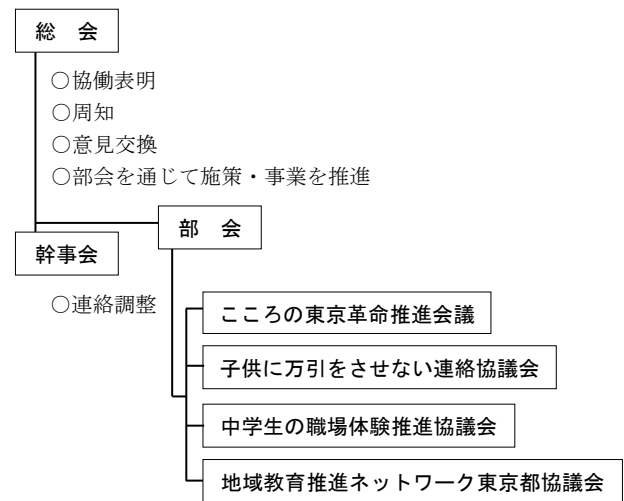 総　会
○協働表明
○周知
○意見交換
○部会を通じて施策・事業を推進
部　会
幹事会
○連絡調整
こころの東京革命推進会議
子供に万引をさせない連絡協議会
中学生の職場体験推進協議会
地域教育推進ネットワーク東京都協議会